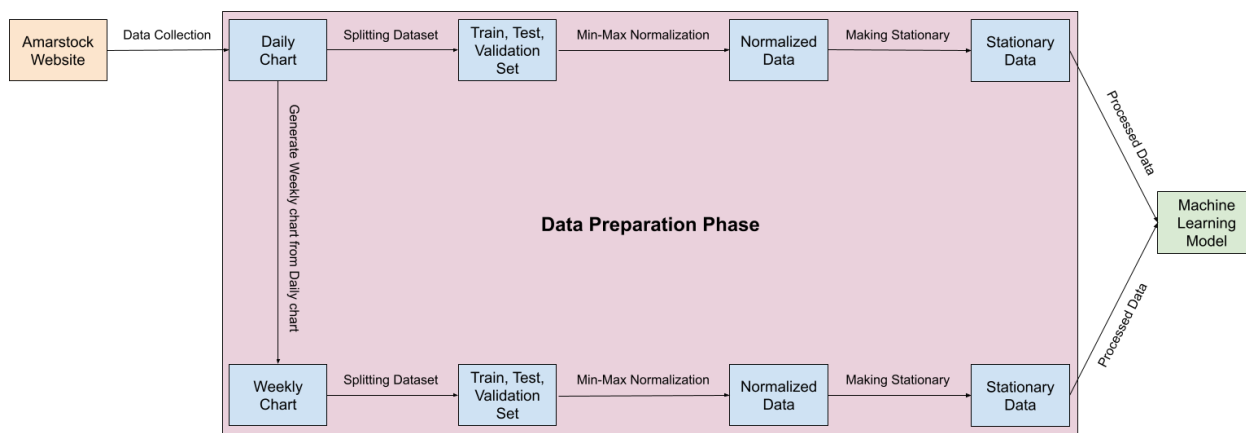 Amarstock
Website
Data Collection
Daily
Chart
Splitting Dataset
Train, Test,
Validation
Set
Min-Max Normalization
Normalized
Data
Making Stationary
Stationary
Data
Processed Data
Generate Weekly chart from Daily chart
Data Preparation Phase
Machine
Learning
Model
Weekly
Chart
Splitting Dataset
Train, Test,
Validation
Set
Min-Max Normalization
Normalized
Data
Making Stationary
Stationary
Data
Processed Data